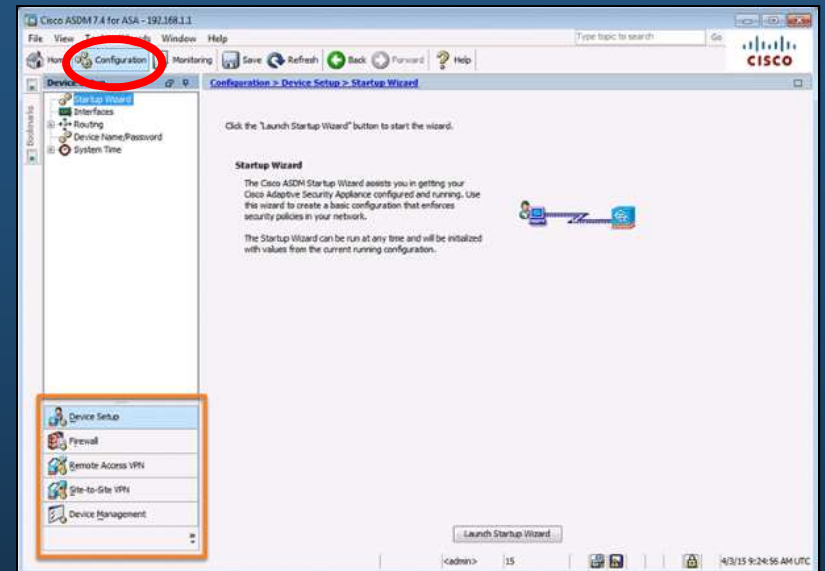 Cisco ASDM 7.4 for ASA - 192.168.1.1
File View Window Help
Type topic to search Go
Home Configuration Monitoring Save Refresh Back Forward Help
CISCO
Bookmarks
Device
Configuration > Device Setup > Startup Wizard
Startup Wizard
Interfaces
Routing
Device Name/Password
System Time
Click the "Launch Startup Wizard" button to start the wizard.
Startup Wizard
The Cisco ASDM Startup Wizard assists you in getting your
Cisco Adaptive Security Appliance configured and running. Use
this wizard to create a basic configuration that enforces
security policies in your network.
The Startup Wizard can be run at any time and will be initialized
with values from the current running configuration.
Device Setup
Firewall
Remote Access VPN
Site-to-Site VPN
Device Management
Launch Startup Wizard
<admin> 15 4/3/15 9:24:56 AM UTC